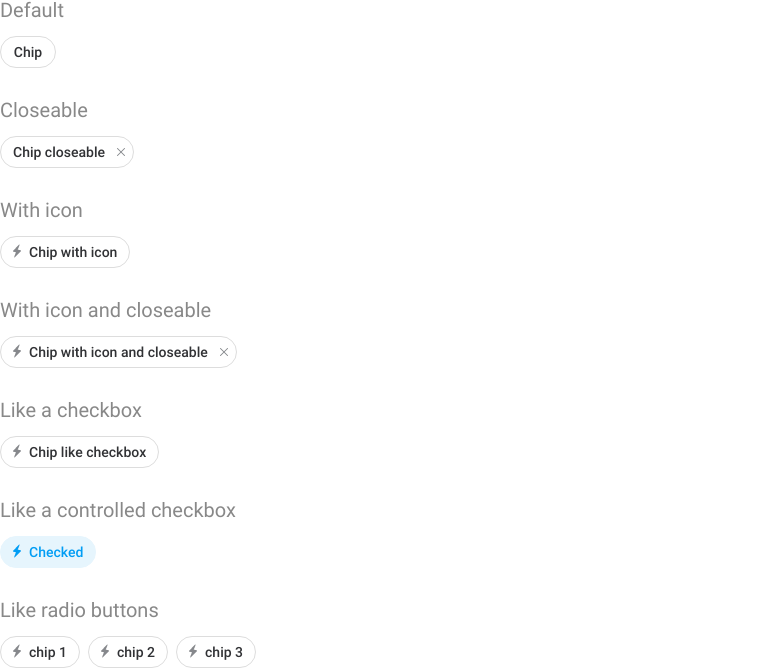 Default
Chip
Closeable
Chip closeable
With icon
Chip with icon
With icon and closeable
Chip with icon and closeable
Like a checkbox
Chip like checkbox
Like a controlled checkbox
Checked
Like radio buttons
chip 1 chip 2 chip 3